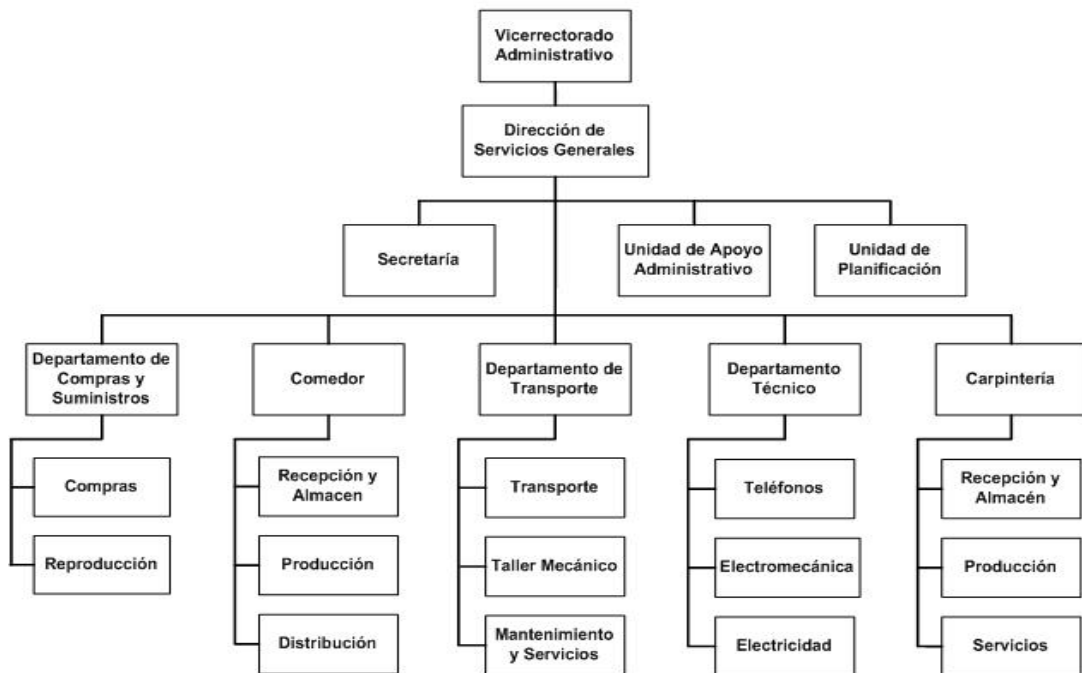 Vicerrectorado
Administrativo
Dirección de
Servicios Generales
Secretaría
Unidad de Apoyo
Administrativo
Unidad de
Planificación
Departamento de
Compras y
Suministros
Comedor
Departamento de
Transporte
Departamento
Técnico
Carpintería
Compras
Reproducción
Recepción y
Almacen
Producción
Distribución
Transporte
Taller Mecánico
Mantenimiento
y Servicios
Teléfonos
Electromecánica
Electricidad
Recepción y
Almacén
Producción
Servicios